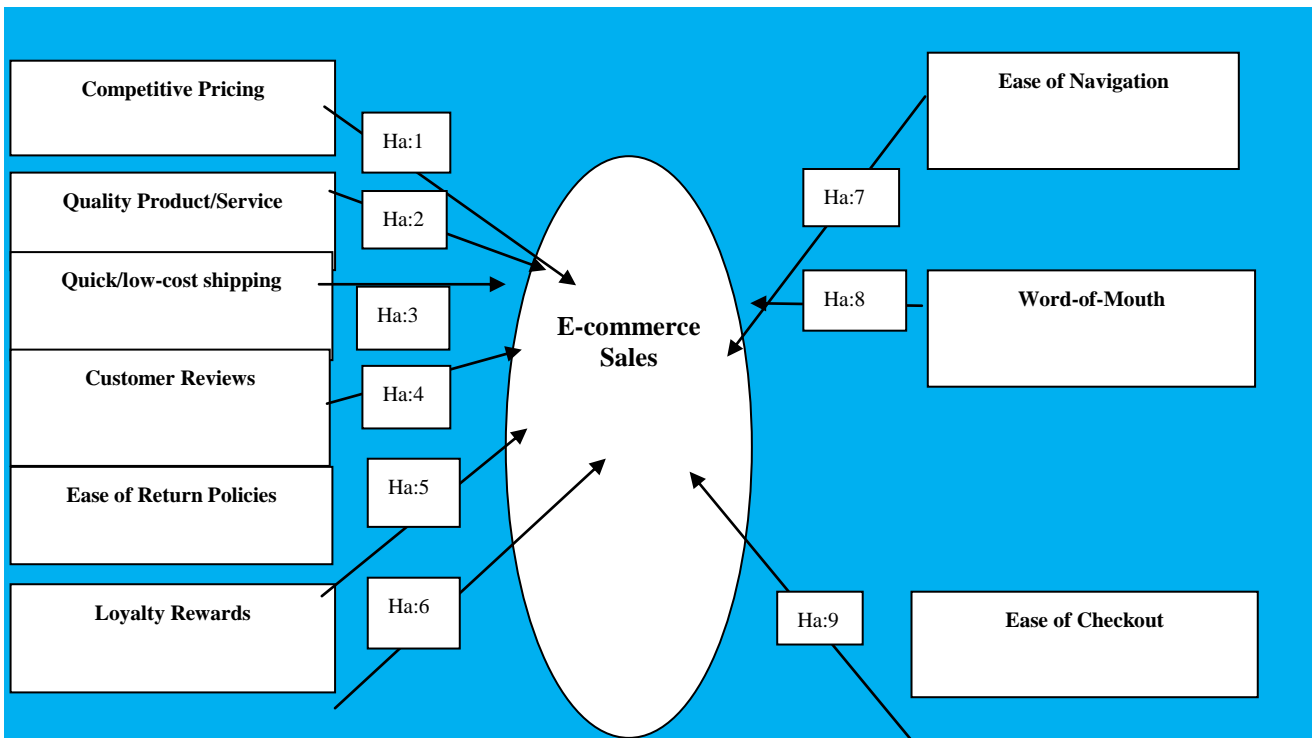 Competitive Pricing
Ha:1
Quality Product/Service
Ha:2
Quick/low-cost shipping
Ha:3
Customer Reviews
Ha:4
Ease of Return Policies
Ha:5
Loyalty Rewards
Ha:6
E-commerce
Sales
Ease of Navigation
Ha:7
Ha:8
Word-of-Mouth
Ha:9
Ease of Checkout